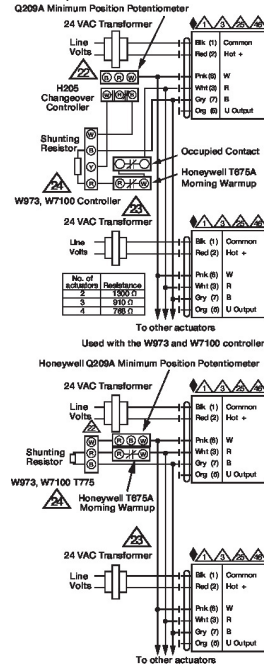 Q209A Minimum Position Potentiometer
24 VAC Transformer
Line
Volts
1 3 25
Blk (1) Common
Red (2) Hot +
22
B R W
H205
Changeover
Controller
W R B
Pnk (6) W
Wht (3) R
Gry (7) B
Org (5) U Output
Shunting
Resistor
W
B
Y
R
Occupied Contact
Honeywell T675A
Morning Warmup
R W
24
W973, W7100 Controller
23
24 VAC Transformer
Line
Volts
1 3 25
Blk (1) Common
Red (2) Hot +
No. of
actuators Resistance
2 1300 Ω
3 910 Ω
4 768 Ω
Pnk (6) W
Wht (3) R
Gry (7) B
Org (5) U Output
To other actuators
Used with the W973 and W7100 controller
Honeywell Q209A Minimum Position Potentiometer
24 VAC Transformer
Line
Volts
1 3 25
Blk (1) Common
Red (2) Hot +
22
W
R
B
R B W
R W
Pnk (6) W
Wht (3) R
Gry (7) B
Org (5) U Output
Shunting
Resistor
W973, W7100 T775
24
Honeywell T675A
Morning Warmup
23
24 VAC Transformer
Line
Volts
1 3 25
Blk (1) Common
Red (2) Hot +
Pnk (6) W
Wht (3) R
Gry (7) B
Org (5) U Output
To other actuators